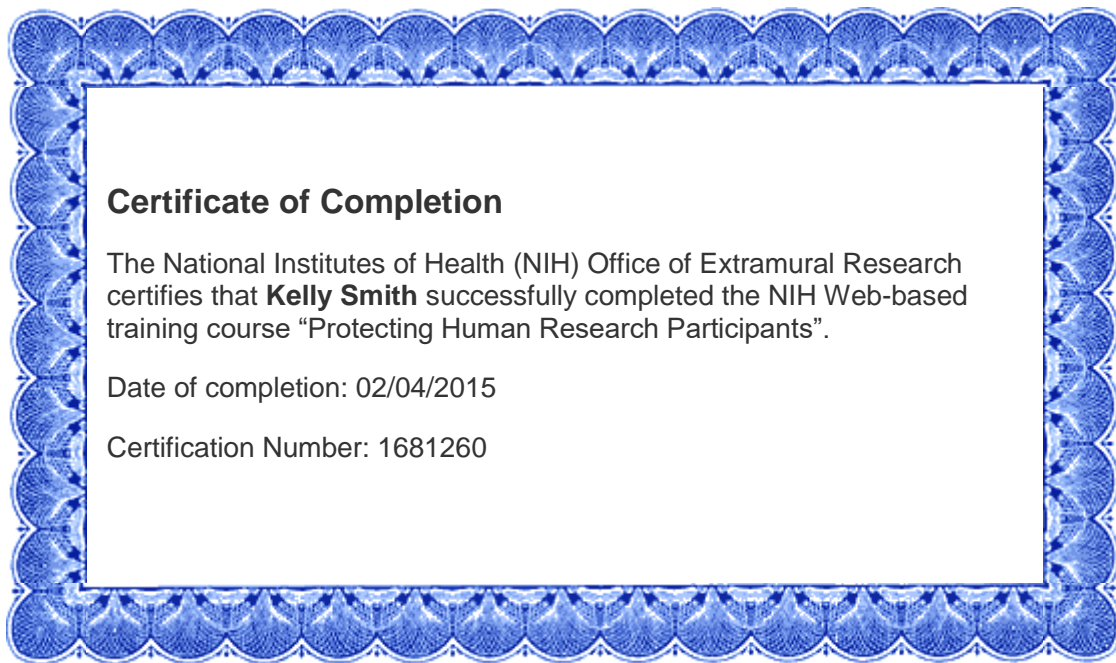 Certificate of Completion
The National Institutes of Health (NIH) Office of Extramural Research
certifies that Kelly Smith successfully completed the NIH Web-based
training course “Protecting Human Research Participants”.
Date of completion: 02/04/2015
Certification Number: 1681260